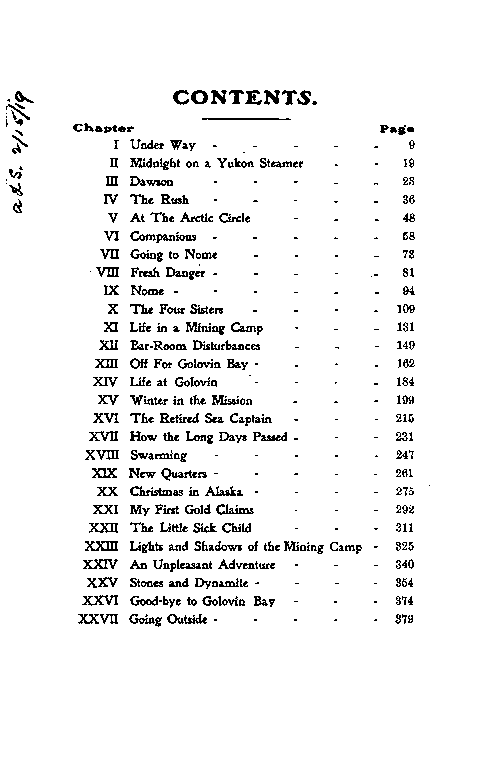 a L S. 2/15/19
CONTENTS.
Chapter Page
I Under Way - - - - - 9
II Midnight on a Yukon Steamer - - 19
III Dawson - - - - - 23
IV The Rush - - - - - 36
V At The Arctic Circle - - - 48
VI Companions - - - - - 58
VII Going to Nome - - - - 73
VIII Fresh Danger - - - - - 81
IX Nome - - - - - - 94
X The Four Sisters - - - - 109
XI Life in a Mining Camp - - - 131
XII Bar-Room Disturbances - - - 149
XIII Off For Golovin Bay - - - - 162
XIV Life at Golovin - - - - 184
XV Winter in the Mission - - - 199
XVI The Retired Sea Captain - - - 215
XVII How the Long Days Passed - - - 231
XVIII Swarming - - - - - 247
XIX New Quarters - - - - - 261
XX Christmas in Alaska - - - - 275
XXI My First Gold Claims - - - 292
XXII The Little Sick Child - - - 311
XXIII Lights and Shadows of the Mining Camp - 325
XXIV An Unpleasant Adventure - - - 340
XXV Stones and Dynamite - - - - 354
XXVI Good-bye to Golovin Bay - - - 374
XXVII Going Outside - - - - - 379